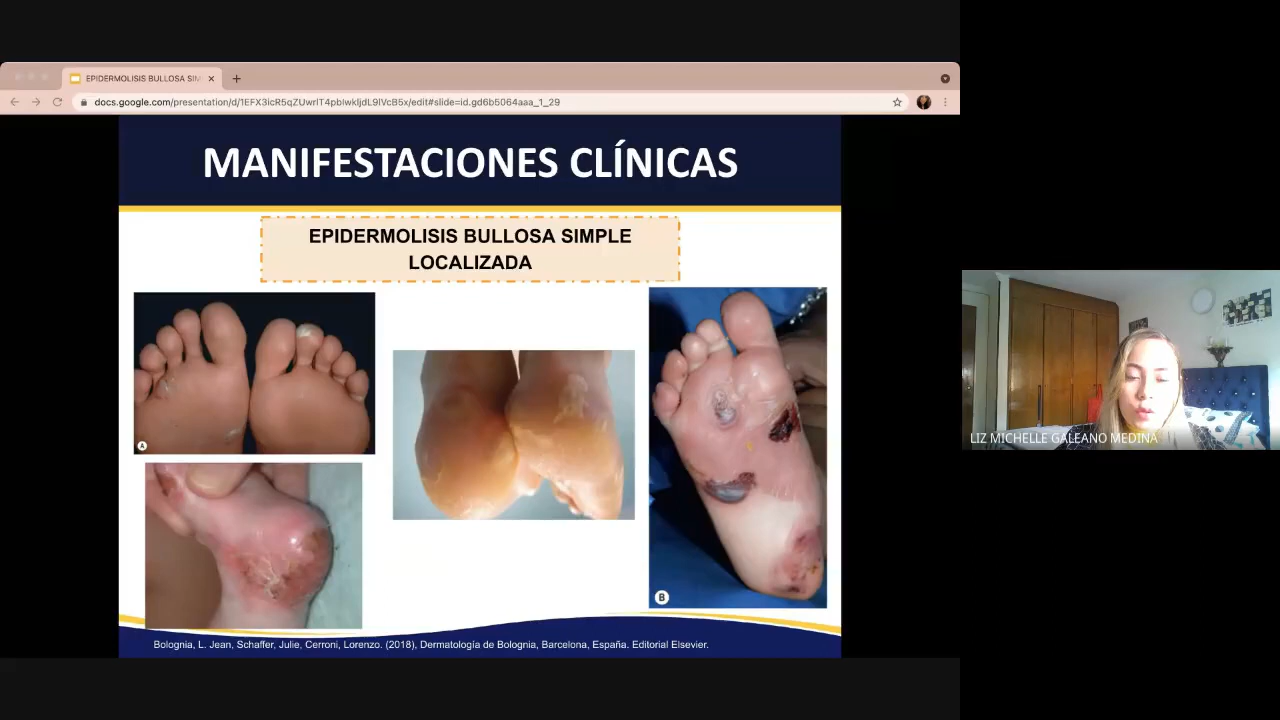 EPIDERMOLISIS BULLOSA SIM
docs.google.com/presentation/d/1EFX3icR5qZUwrlT4pbIwkljdL9lVcB5x/edit#slide=id.gd6b5064aaa_1_29
MANIFESTACIONES CLÍNICAS
EPIDERMOLISIS BULLOSA SIMPLE
LOCALIZADA
A
B
LIZ MICHELLE GALEANO MEDINA
Bolognia, L. Jean, Schaffer, Julie, Cerroni, Lorenzo. (2018), Dermatología de Bolognia, Barcelona, España. Editorial Elsevier.